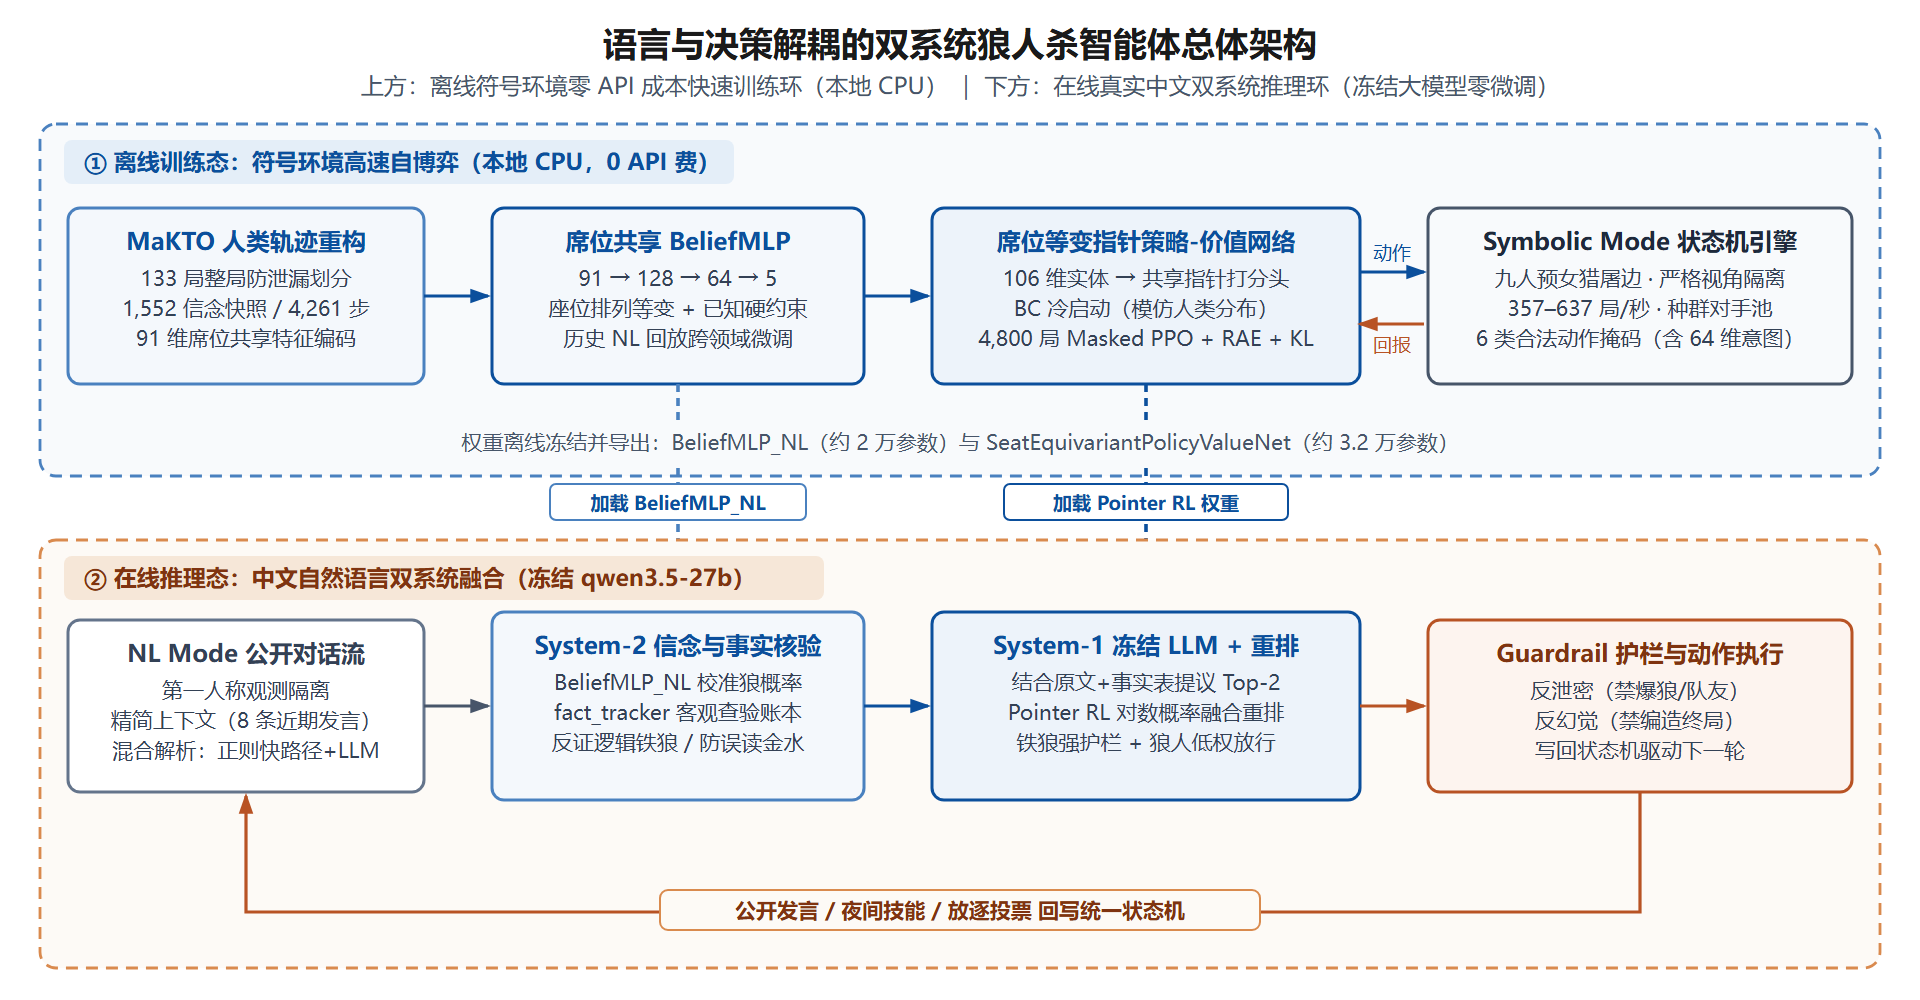 语言与决策解耦的双系统狼人杀智能体总体架构
上方：离线符号环境零 API 成本快速训练环（本地 CPU） | 下方：在线真实中文双系统推理环（冻结大模型零微调）
① 离线训练态：符号环境高速自博弈（本地 CPU，0 API 费）
MaKTO 人类轨迹重构
133 局整局防泄漏划分
1,552 信念快照 / 4,261 步
91 维席位共享特征编码
席位共享 BeliefMLP
91 → 128 → 64 → 5
座位排列等变 + 已知硬约束
历史 NL 回放跨领域微调
席位等变指针策略-价值网络
106 维实体 → 共享指针打分头
BC 冷启动（模仿人类分布）
4,800 局 Masked PPO + RAE + KL
动作
回报
Symbolic Mode 状态机引擎
九人预女猎屠边 · 严格视角隔离
357–637 局/秒 · 种群对手池
6 类合法动作掩码（含 64 维意图）
权重离线冻结并导出：BeliefMLP_NL（约 2 万参数）与 SeatEquivariantPolicyValueNet（约 3.2 万参数）
加载 BeliefMLP_NL
加载 Pointer RL 权重
② 在线推理态：中文自然语言双系统融合（冻结 qwen3.5-27b）
NL Mode 公开对话流
第一人称观测隔离
精简上下文（8 条近期发言）
混合解析：正则快路径+LLM
System-2 信念与事实核验
BeliefMLP_NL 校准狼概率
fact_tracker 客观查验账本
反证逻辑铁狼 / 防误读金水
System-1 冻结 LLM + 重排
结合原文+事实表提议 Top-2
Pointer RL 对数概率融合重排
铁狼强护栏 + 狼人低权放行
Guardrail 护栏与动作执行
反泄密（禁爆狼/队友）
反幻觉（禁编造终局）
写回状态机驱动下一轮
公开发言 / 夜间技能 / 放逐投票 回写统一状态机